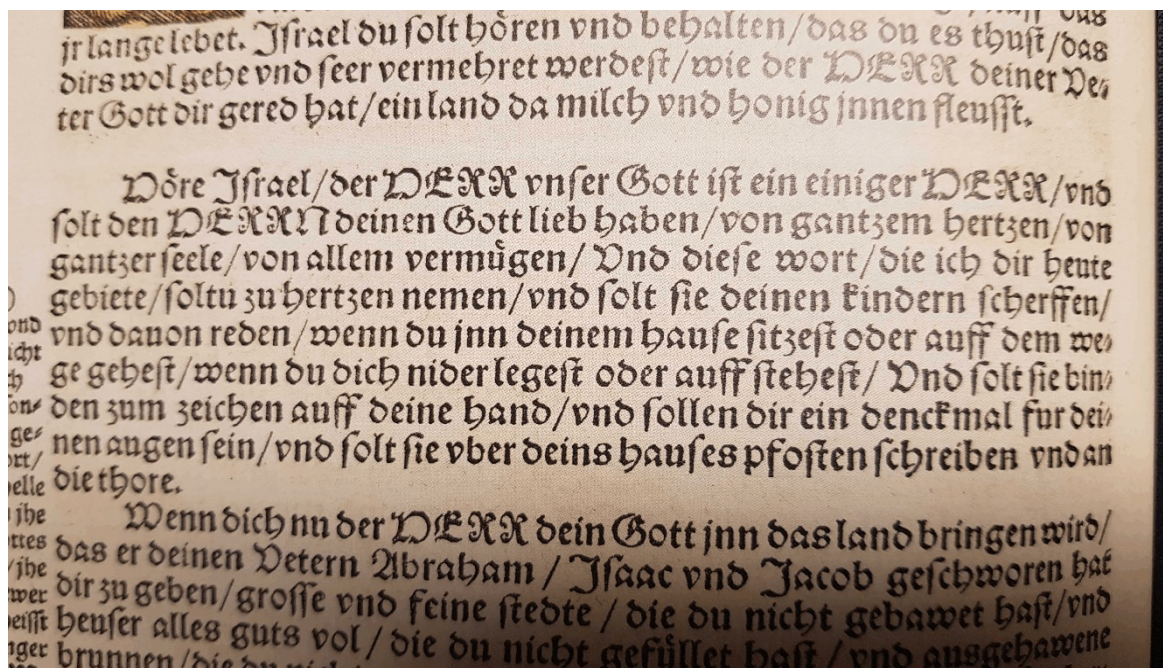 das
jr lange lebet. Jſrael du ſolt hören vnd behalten/das du es thuſt/das
dirs wol gehe vnd ſeer vermehret werdeſt/wie der HERR deiner Ve⸗
ter Gott dir gered hat/ein land da milch vnd honig jnnen fleuſſt.
Höre Jſrael/der HERR vnſer Gott iſt ein einiger HERR/vnd
ſolt den HERRN deinen Gott lieb haben/von gantzem hertzen/von
gantzer ſeele/von allem vermügen/ Vnd dieſe wort/die ich dir heute
gebiete/ſoltu zu hertzen nemen/vnd ſolt ſie deinen kindern ſcherffen/
vnd dauon reden/wenn du jnn deinem hauſe ſitzeſt oder auff dem we⸗
ge geheſt/wenn du dich nider legeſt oder auff ſteheſt/ Vnd ſolt ſie bin⸗
den zum zeichen auff deine hand/vnd ſollen dir ein denckmal fur dei⸗
nen augen ſein/vnd ſolt ſie vber deins hauſes pfoſten ſchreiben vnd an
die thore.
Wenn dich nu der HERR dein Gott jnn das land bringen wird/
das er deinen Vetern Abraham / Jſaac vnd Jacob geſchworen hat
dir zu geben/groſſe vnd feine ſtedte / die du nicht gebawet haſt/vnd
heuſer alles guts vol / die du nicht gefüllet haſt / vnd ausgehawene
brunnen/die du